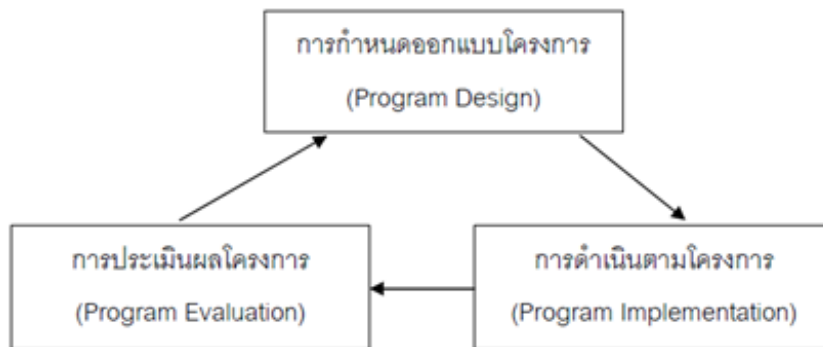 การกำหนดออกแบบโครงการ
(Program Design)
การประเมินผลโครงการ
(Program Evaluation)
การดำเนินตามโครงการ
(Program Implementation)